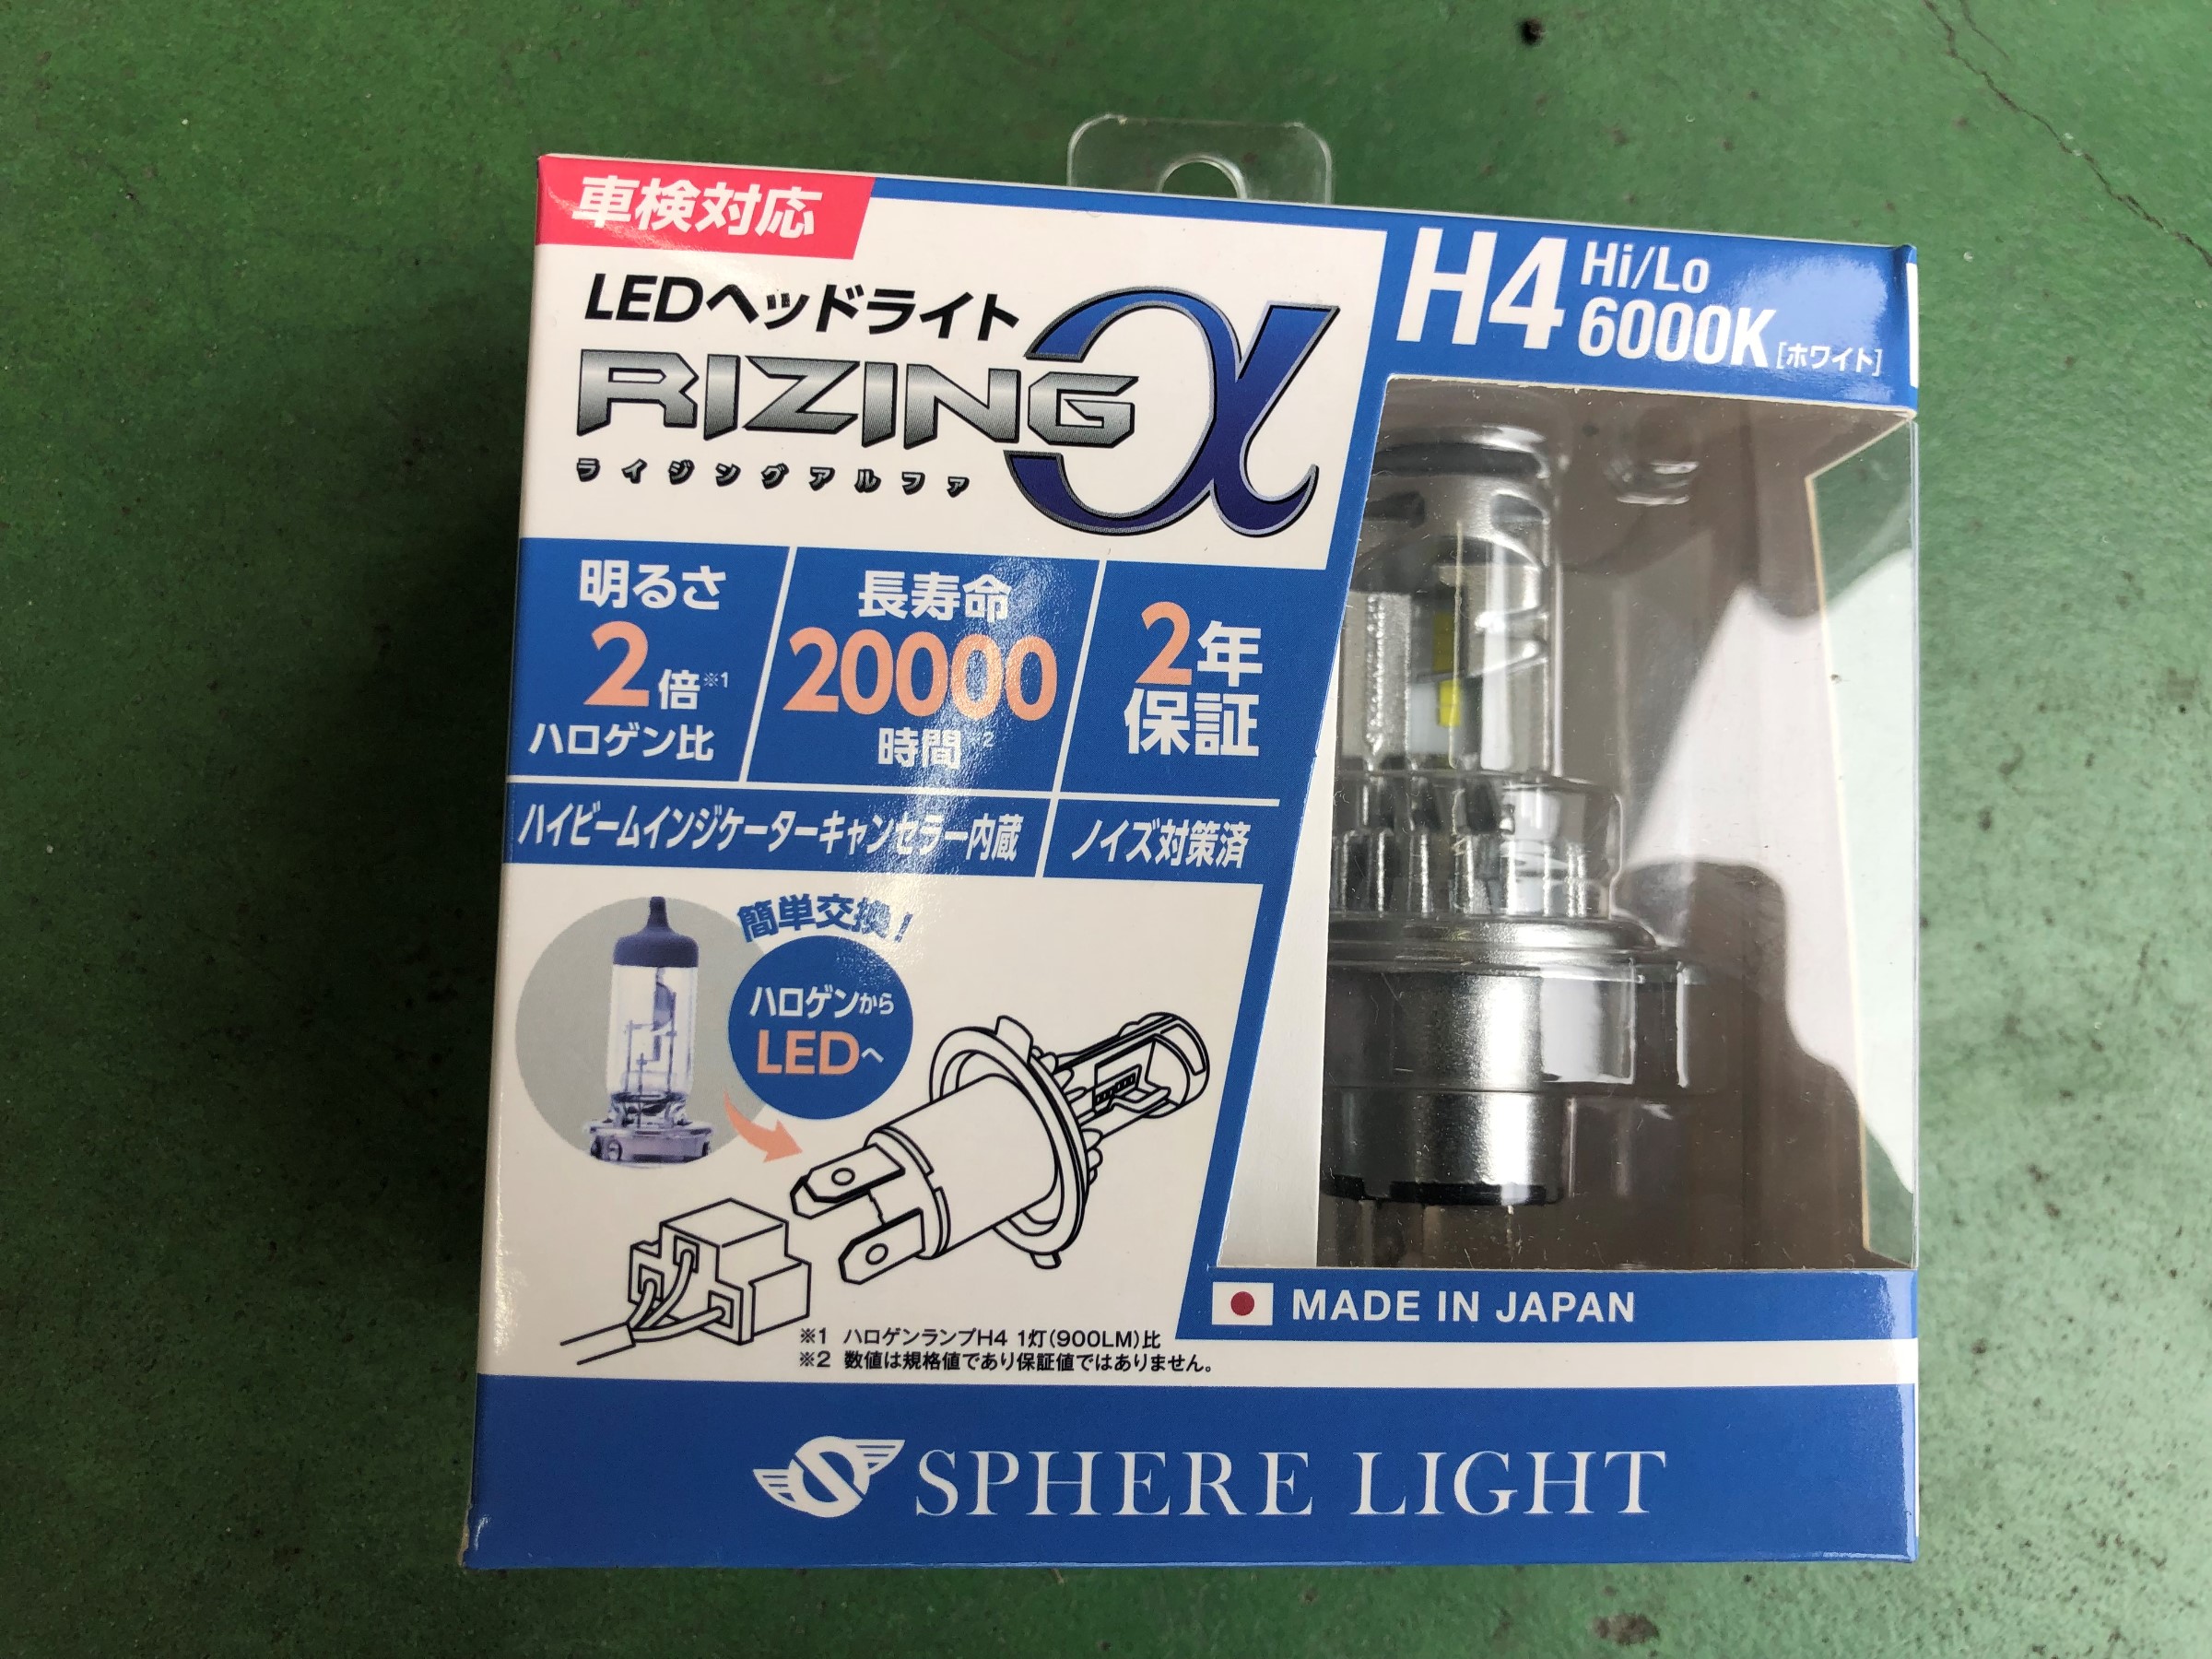 車検対応
LEDヘッドライト
RIZINGα
ライジングアルファ
H4 Hi/Lo
6000K [ホワイト]
明るさ
2倍※1
ハロゲン比
長寿命
20000
時間※2
2年
保証
ハイビームインジケーターキャンセラー内蔵
ノイズ対策済
簡単交換!
ハロゲンから
LEDへ
MADE IN JAPAN
※1 ハロゲンランプH4 1灯(900LM)比
※2 数値は規格値であり保証値ではありません。
SPHERE LIGHT